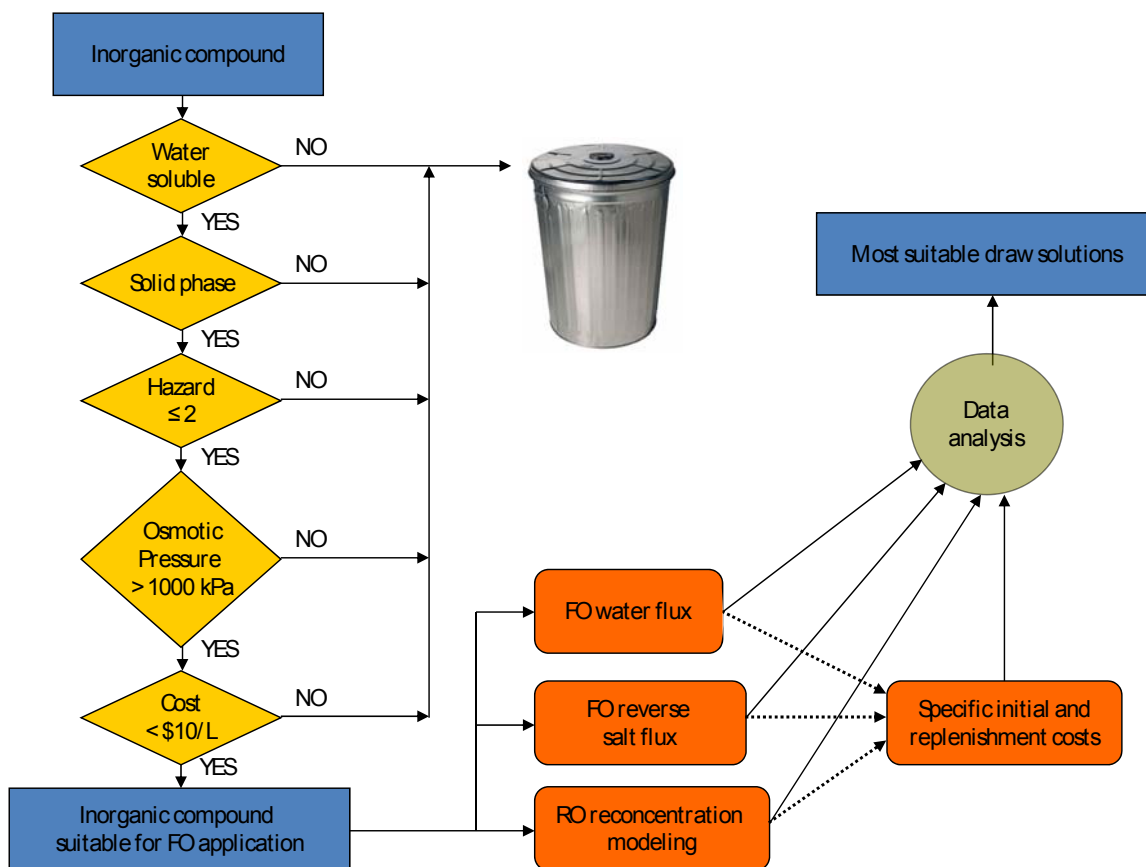 Inorganic compound
Water
soluble
NO
YES
Solid phase
NO
YES
Hazard
≤ 2
NO
YES
Osmotic
Pressure
> 1000 kPa
NO
YES
Cost
< $10/L
NO
YES
Inorganic compound
suitable for FO application
FO water flux
FO reverse
salt flux
RO reconcentration
modeling
Specific initial and
replenishment costs
Data
analysis
Most suitable draw solutions